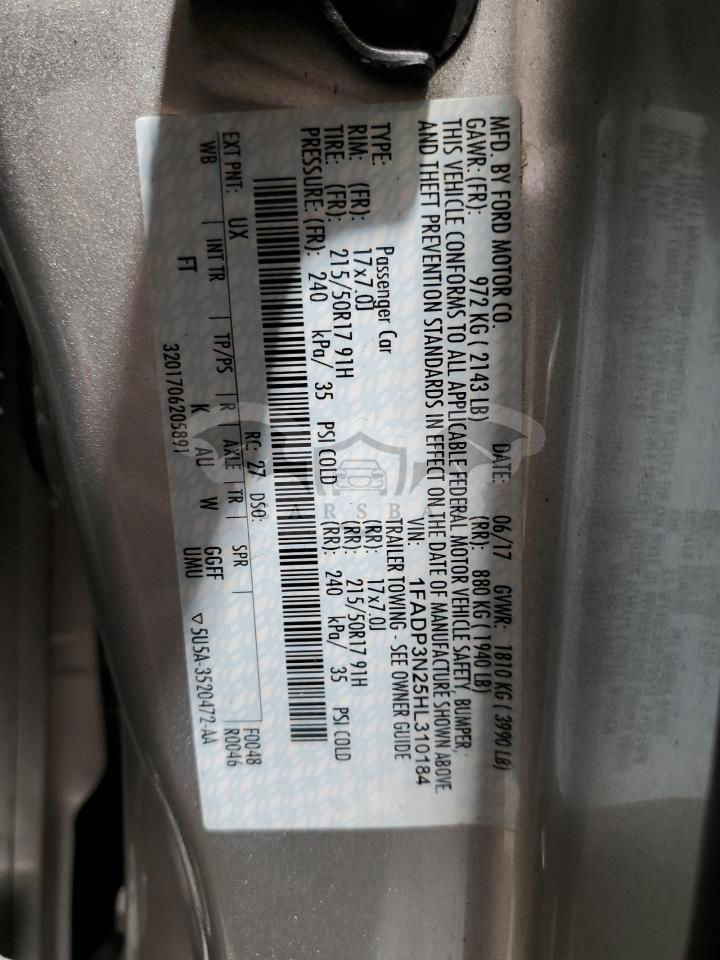 MFD. BY FORD MOTOR CO. DATE: 06/17 GVWR: 1810 KG ( 3990 LB)
GAWR: (FR): 972 KG ( 2143 LB) (RR): 880 KG ( 1940 LB)
THIS VEHICLE CONFORMS TO ALL APPLICABLE FEDERAL MOTOR VEHICLE SAFETY, BUMPER,
AND THEFT PREVENTION STANDARDS IN EFFECT ON THE DATE OF MANUFACTURE SHOWN ABOVE.
VIN: 1FADP3N25HL310184
TYPE: Passenger Car TRAILER TOWING - SEE OWNER GUIDE
RIM: (FR): 17x7.0J (RR): 17x7.0J
TIRE: (FR): 215/50R17 91H (RR): 215/50R17 91H
PRESSURE: (FR): 240 kPa/ 35 PSI COLD (RR): 240 kPa/ 35 PSI COLD
EXT PNT: UX RC: 27 DSO: F0048
WB INT TR TP/PS R AXLE TR SPR R0046
FT K AU W GGFF
UMU
3201706205891 ▽5U5A-3520472-AA
CARSBA